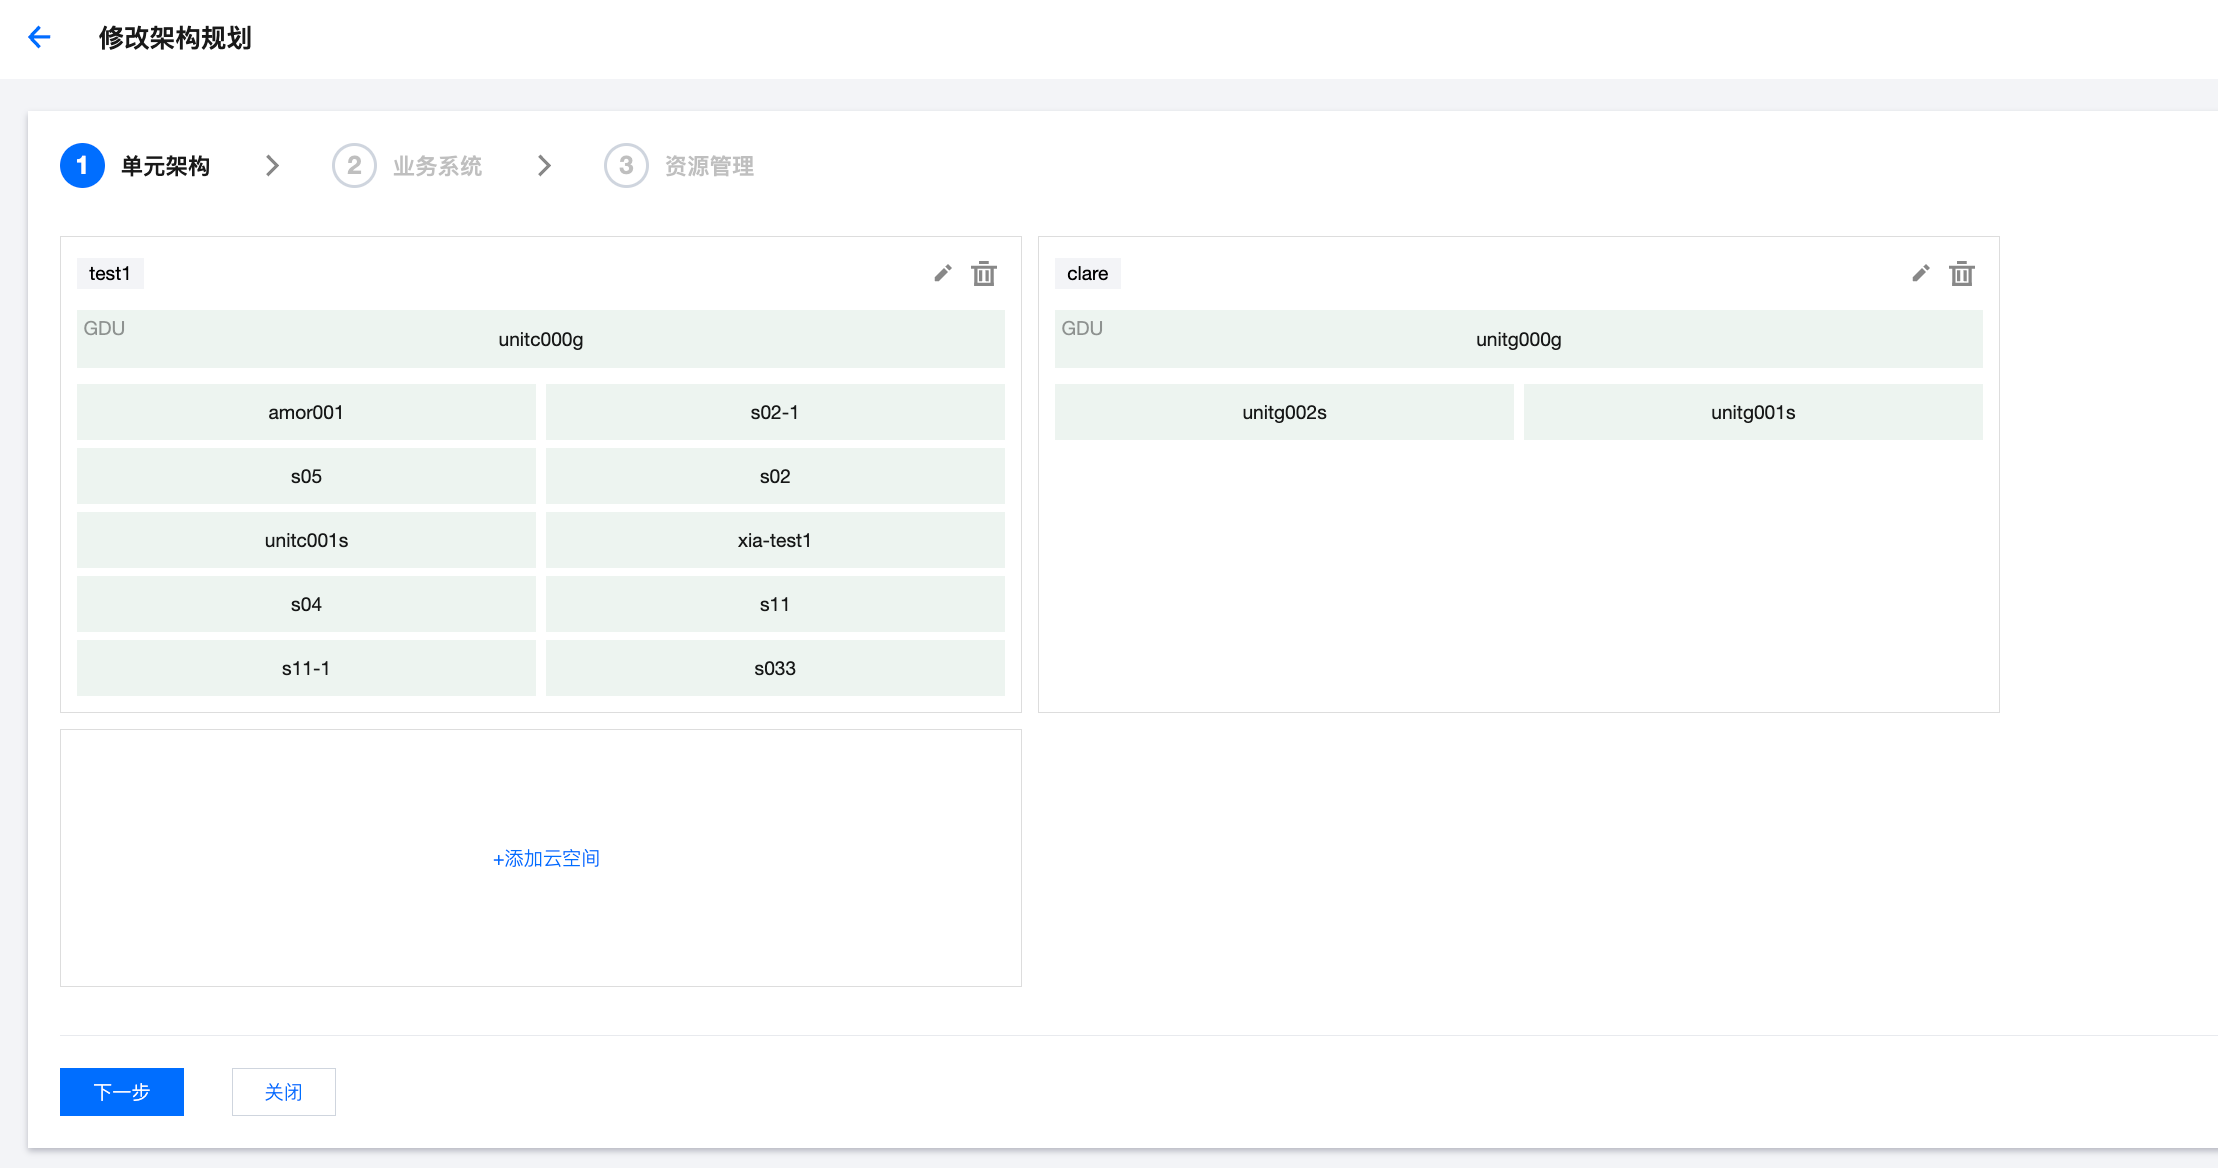 修改架构规划
1 单元架构 2 业务系统 3 资源管理
test1
GDU
unitc000g
amor001 s02-1
s05 s02
unitc001s xia-test1
s04 s11
s11-1 s033
clare
GDU
unitg000g
unitg002s unitg001s
+添加云空间
下一步 关闭